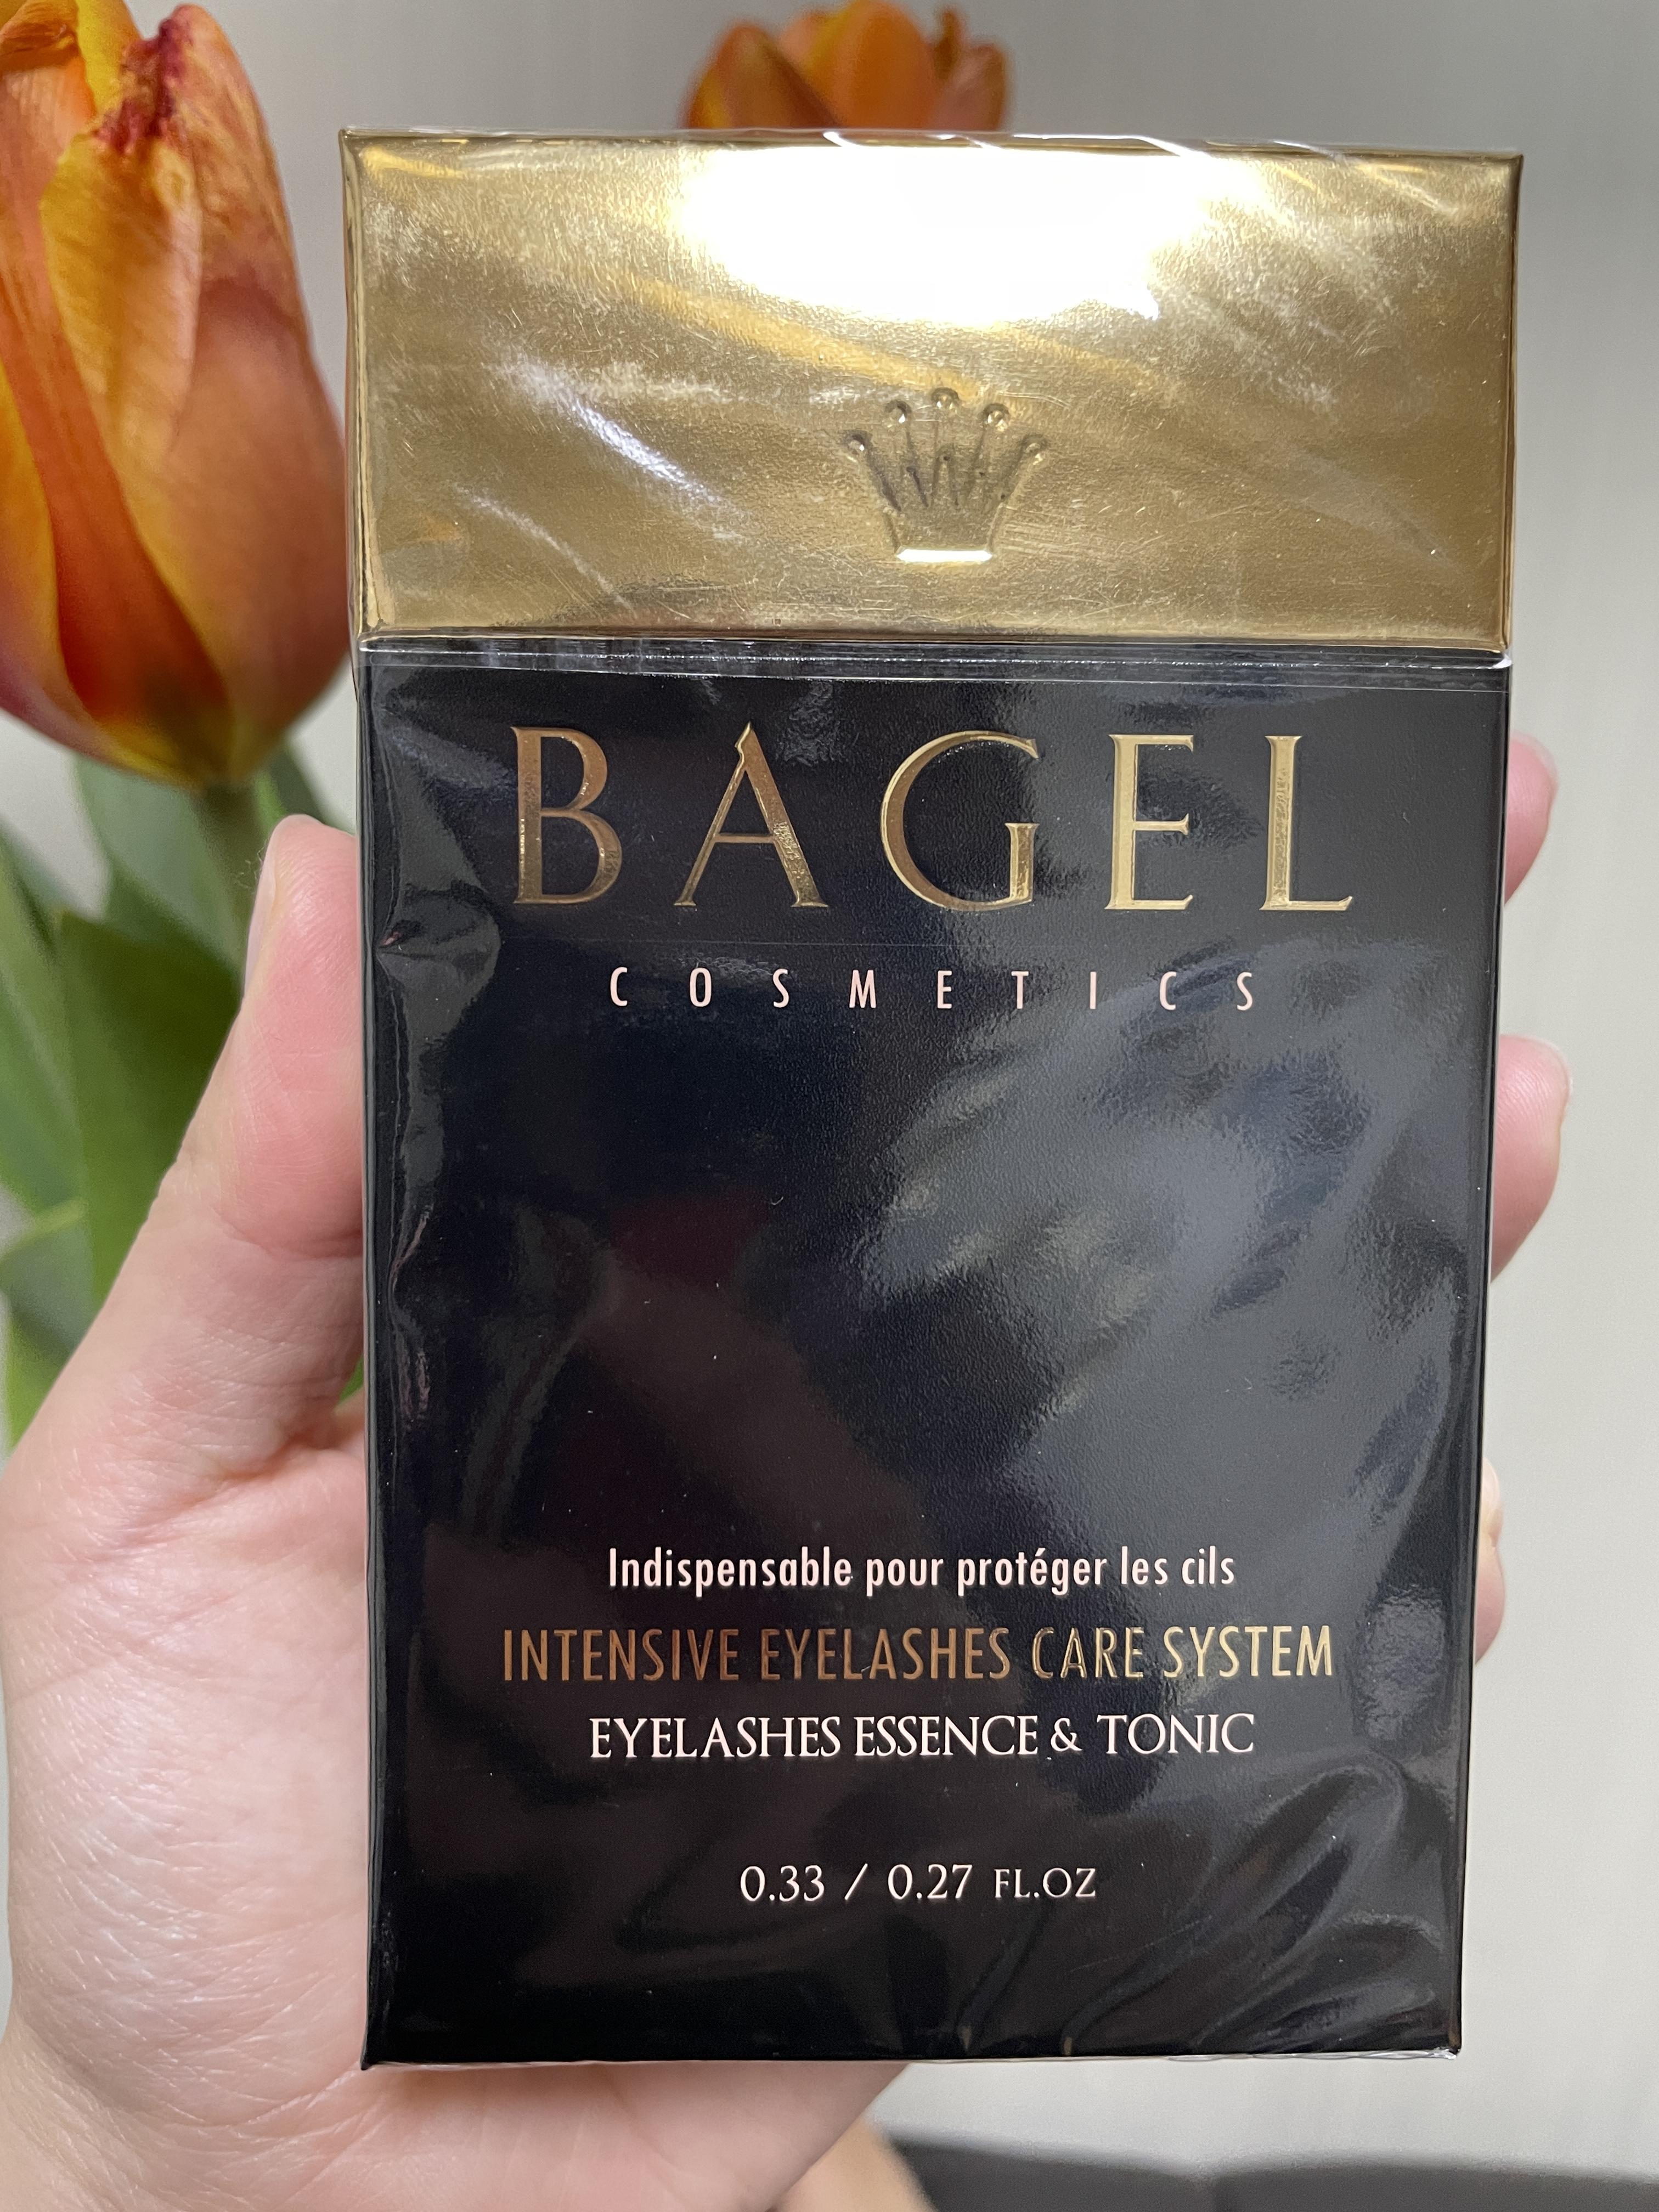 BAGEL
COSMETICS
Indispensable pour protéger les cils
INTENSIVE EYELASHES CARE SYSTEM
EYELASHES ESSENCE & TONIC
0.33 / 0.27 FL.OZ